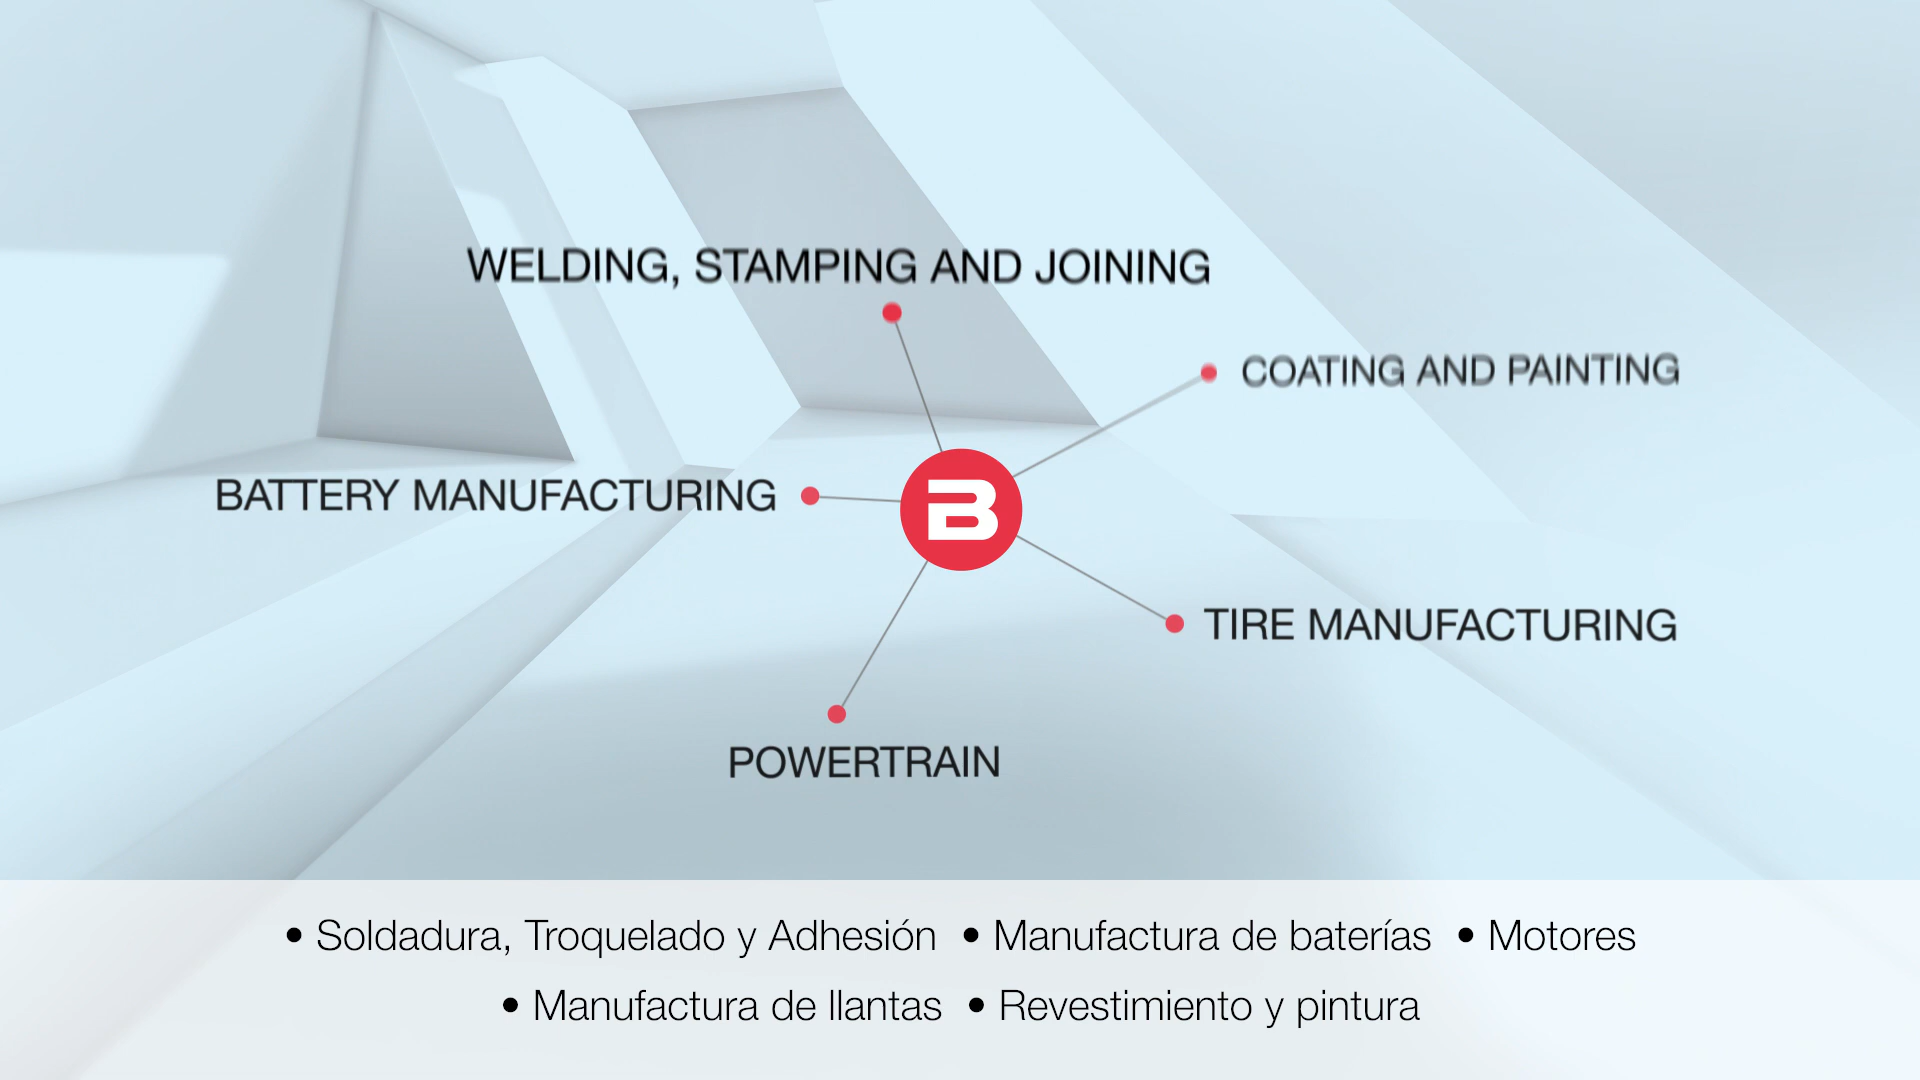 WELDING, STAMPING AND JOINING
COATING AND PAINTING
BATTERY MANUFACTURING
B
TIRE MANUFACTURING
POWERTRAIN
• Soldadura, Troquelado y Adhesión • Manufactura de baterías • Motores
• Manufactura de llantas • Revestimiento y pintura